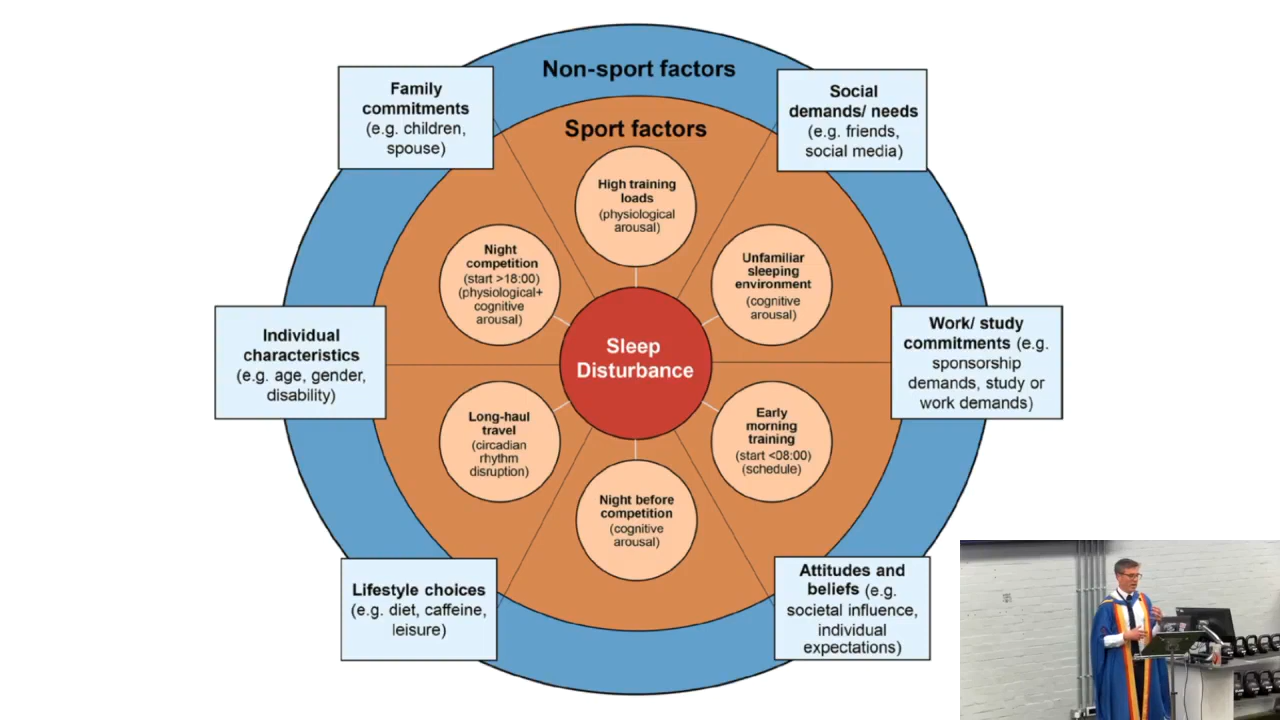 Non-sport factors
Sport factors
Family
commitments
(e.g. children,
spouse)
Social
demands/ needs
(e.g. friends,
social media)
High training
loads
(physiological
arousal)
Night
competition
(start >18:00)
(physiological+
cognitive
arousal)
Unfamiliar
sleeping
environment
(cognitive
arousal)
Individual
characteristics
(e.g. age, gender,
disability)
Sleep
Disturbance
Work/ study
commitments (e.g.
sponsorship
demands, study or
work demands)
Long-haul
travel
(circadian
rhythm
disruption)
Early
morning
training
(start <08:00)
(schedule)
Night before
competition
(cognitive
arousal)
Lifestyle choices
(e.g. diet, caffeine,
leisure)
Attitudes and
beliefs (e.g.
societal influence,
individual
expectations)